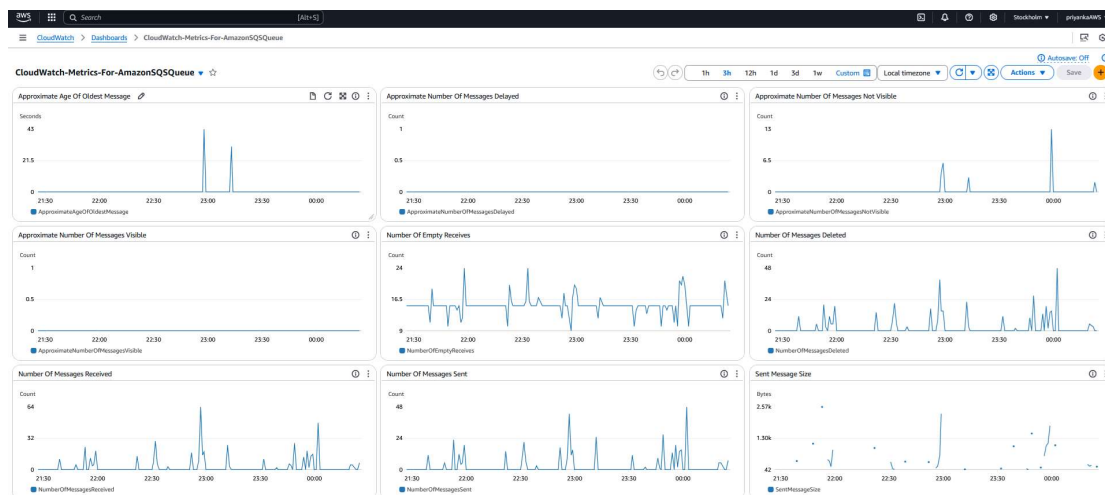 aws Search [Alt+S] Stockholm ▼ priyankaAWS
CloudWatch > Dashboards > CloudWatch-Metrics-For-AmazonSQSQueue
Autosave: Off
CloudWatch-Metrics-For-AmazonSQSQueue ▼ 1h 3h 12h 1d 3d 1w Custom Local timezone ▼ Actions ▼ Save
Approximate Age Of Oldest Message
Seconds
43
21.5
0
21:30 22:00 22:30 23:00 23:30 00:00
ApproximateAgeOfOldestMessage
Approximate Number Of Messages Delayed
Count
1
0.5
0
21:30 22:00 22:30 23:00 23:30 00:00
ApproximateNumberOfMessagesDelayed
Approximate Number Of Messages Not Visible
Count
13
6.5
0
21:30 22:00 22:30 23:00 23:30 00:00
ApproximateNumberOfMessagesNotVisible
Approximate Number Of Messages Visible
Count
1
0.5
0
21:30 22:00 22:30 23:00 23:30 00:00
ApproximateNumberOfMessagesVisible
Number Of Empty Receives
Count
24
16.5
9
21:30 22:00 22:30 23:00 23:30 00:00
NumberOfEmptyReceives
Number Of Messages Deleted
Count
48
24
0
21:30 22:00 22:30 23:00 23:30 00:00
NumberOfMessagesDeleted
Number Of Messages Received
Count
64
32
0
21:30 22:00 22:30 23:00 23:30 00:00
NumberOfMessagesReceived
Number Of Messages Sent
Count
48
24
0
21:30 22:00 22:30 23:00 23:30 00:00
NumberOfMessagesSent
Sent Message Size
Bytes
2.57k
1.30k
42
21:30 22:00 22:30 23:00 23:30 00:00
SentMessageSize